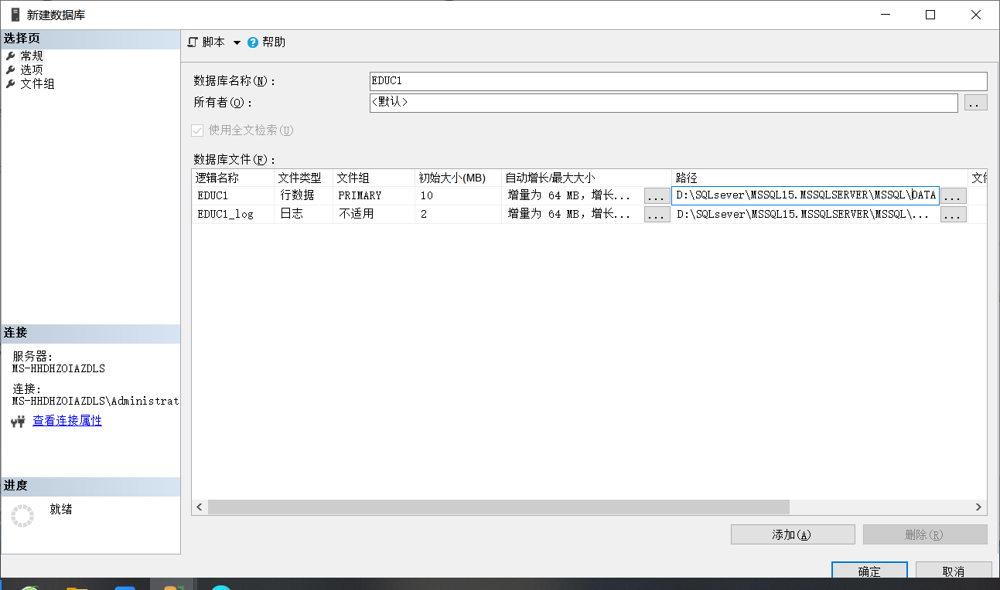 新建数据库
选择页
常规
选项
文件组
脚本 帮助
数据库名称(N):
EDUC1
所有者(O):
<默认>
..
使用全文检索(U)
数据库文件(F):
逻辑名称 文件类型 文件组 初始大小(MB) 自动增长/最大大小 路径
EDUC1 行数据 PRIMARY 10 增量为 64 MB，增长... ... D:\SQLsever\MSSQL15.MSSQLSERVER\MSSQL\DATA ...
EDUC1_log 日志 不适用 2 增量为 64 MB，增长... ... D:\SQLsever\MSSQL15.MSSQLSERVER\MSSQL\... ...
连接
服务器:
MS-HHDHZOIAZDLS
连接:
MS-HHDHZOIAZDLS\Administrat
查看连接属性
进度
就绪
添加(A) 删除(R)
确定 取消